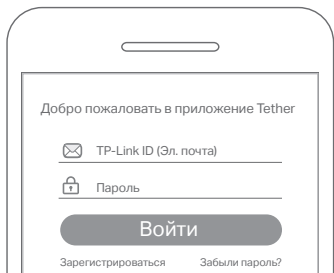 Добро пожаловать в приложение Tether
TP-Link ID (Эл. почта)
Пароль
Войти
Зарегистрироваться Забыли пароль?